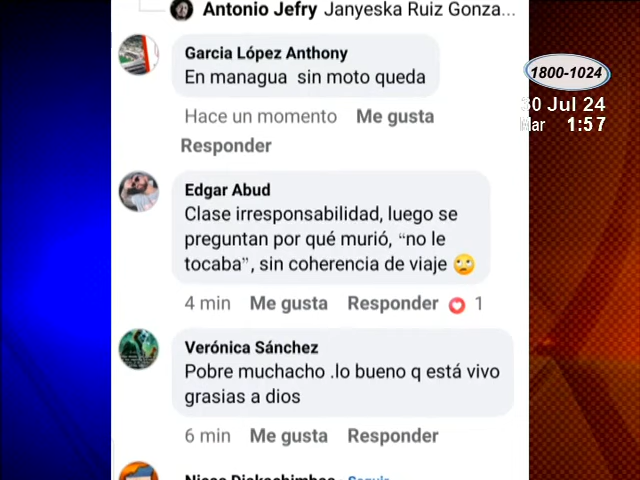 Antonio Jefry Janyeska Ruiz Gonza...
Garcia López Anthony
En managua sin moto queda
Hace un momento Me gusta
Responder
1800-1024
30 Jul 24
Mar 1:57
Edgar Abud
Clase irresponsabilidad, luego se
preguntan por qué murió, “no le
tocaba”, sin coherencia de viaje 🙄
4 min Me gusta Responder 1
Verónica Sánchez
Pobre muchacho .lo bueno q está vivo
grasias a dios
6 min Me gusta Responder